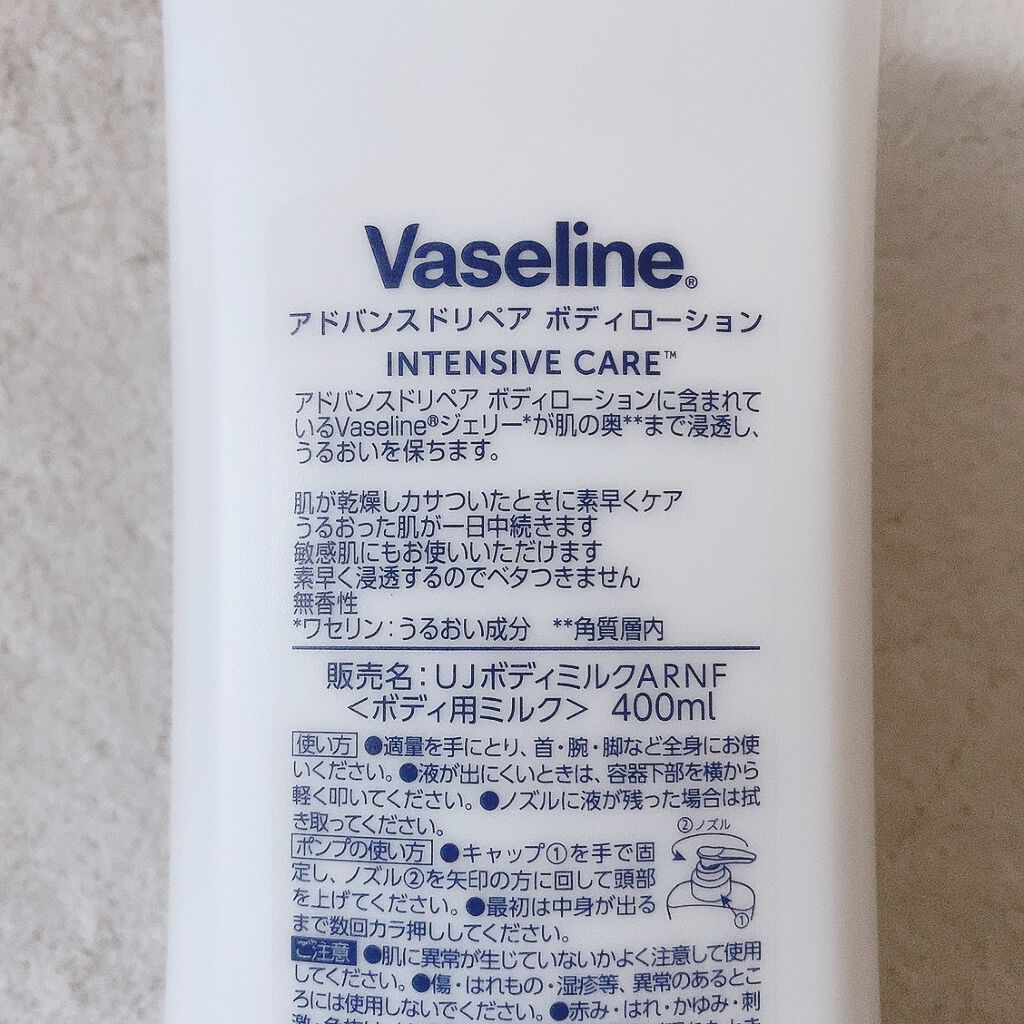 Vaseline®
アドバンスドリペア ボディローション
INTENSIVE CARE™
アドバンスドリペア ボディローションに含まれて
いるVaseline®ジェリー*が肌の奥**まで浸透し、
うるおいを保ちます。
肌が乾燥しカサついたときに素早くケア
うるおった肌が一日中続きます
敏感肌にもお使いいただけます
素早く浸透するのでベタつきません
無香性
*ワセリン：うるおい成分　**角質層内
販売名：UJボディミルクARNF
＜ボディ用ミルク＞ 400ml
使い方 ●適量を手にとり、首・腕・脚など全身にお使
いください。●液が出にくいときは、容器下部を横から
軽く叩いてください。●ノズルに液が残った場合は拭
き取ってください。
ポンプの使い方 ●キャップ①を手で固
定し、ノズル②を矢印の方に回して頭部
を上げてください。●最初は中身が出る
まで数回カラ押ししてください。
②ノズル
①
ご注意 ●肌に異常が生じていないかよく注意して使用
してください。●傷・はれもの・湿疹等、異常のあるとこ
ろには使用しないでください。●赤み・はれ・かゆみ・刺